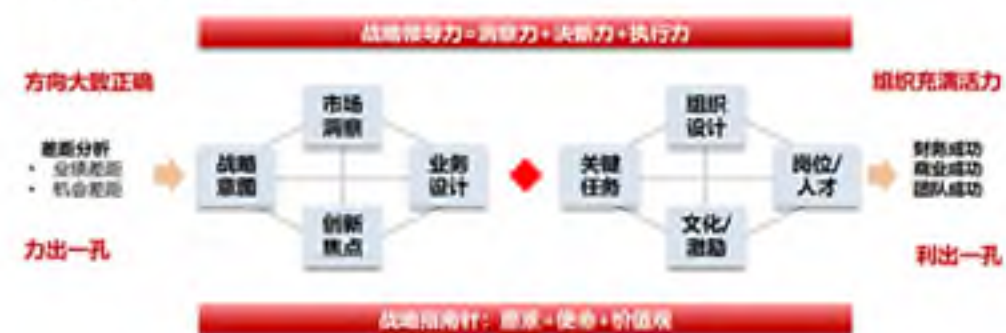 战略领导力=洞察力+决断力+执行力
方向大致正确
组织充满活力
差距分析
• 业绩差距
• 机会差距
战略
意图
市场
洞察
业务
设计
创新
焦点
关键
任务
组织
设计
岗位/
人才
文化/
激励
财务成功
商业成功
团队成功
力出一孔
利出一孔
战略指南针：愿景+使命+价值观